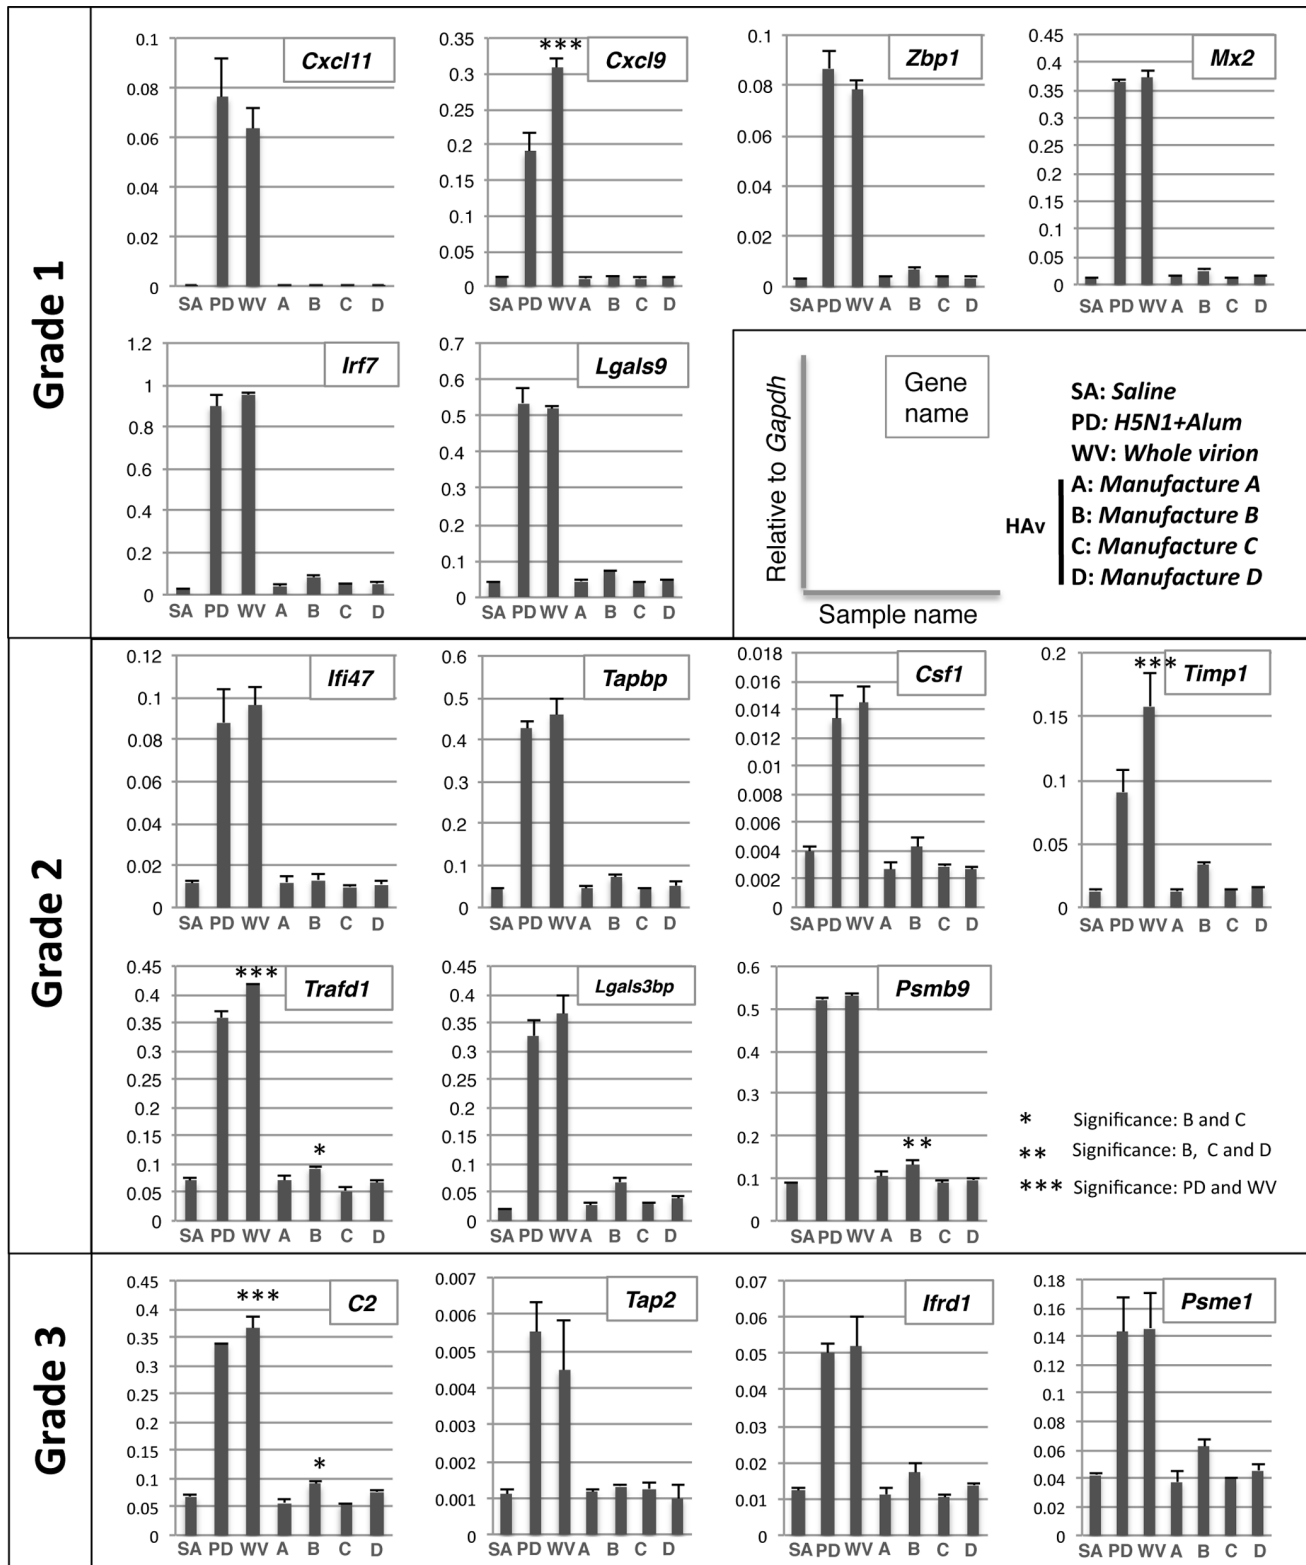 Grade 1
Cxcl11
0.1
0.08
0.06
0.04
0.02
0
SA PD WV A B C D
Cxcl9
***
0.35
0.3
0.25
0.2
0.15
0.1
0.05
0
SA PD WV A B C D
Zbp1
0.1
0.08
0.06
0.04
0.02
0
SA PD WV A B C D
Mx2
0.45
0.4
0.35
0.3
0.25
0.2
0.15
0.1
0.05
0
SA PD WV A B C D
Irf7
1.2
1
0.8
0.6
0.4
0.2
0
SA PD WV A B C D
Lgals9
0.7
0.6
0.5
0.4
0.3
0.2
0.1
0
SA PD WV A B C D
Relative to Gapdh
Gene
name
Sample name
SA: Saline
PD: H5N1+Alum
WV: Whole virion
HAv
A: Manufacture A
B: Manufacture B
C: Manufacture C
D: Manufacture D
Grade 2
Ifi47
0.12
0.1
0.08
0.06
0.04
0.02
0
SA PD WV A B C D
Tapbp
0.6
0.5
0.4
0.3
0.2
0.1
0
SA PD WV A B C D
Csf1
0.018
0.016
0.014
0.012
0.01
0.008
0.006
0.004
0.002
0
SA PD WV A B C D
Timp1
***
0.2
0.15
0.1
0.05
0
SA PD WV A B C D
Trafd1
***
*
0.45
0.4
0.35
0.3
0.25
0.2
0.15
0.1
0.05
0
SA PD WV A B C D
Lgals3bp
0.45
0.4
0.35
0.3
0.25
0.2
0.15
0.1
0.05
0
SA PD WV A B C D
Psmb9
**
0.6
0.5
0.4
0.3
0.2
0.1
0
SA PD WV A B C D
* Significance: B and C
** Significance: B, C and D
*** Significance: PD and WV
Grade 3
C2
***
*
0.45
0.4
0.35
0.3
0.25
0.2
0.15
0.1
0.05
0
SA PD WV A B C D
Tap2
0.007
0.006
0.005
0.004
0.003
0.002
0.001
0
SA PD WV A B C D
Ifrd1
0.07
0.06
0.05
0.04
0.03
0.02
0.01
0
SA PD WV A B C D
Psme1
0.18
0.16
0.14
0.12
0.1
0.08
0.06
0.04
0.02
0
SA PD WV A B C D